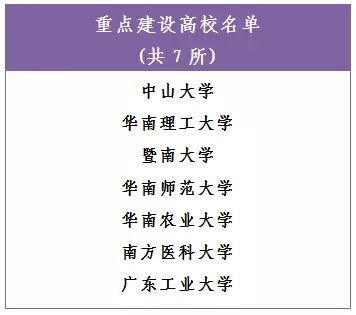 重点建设高校名单
(共 7 所)
中山大学
华南理工大学
暨南大学
华南师范大学
华南农业大学
南方医科大学
广东工业大学